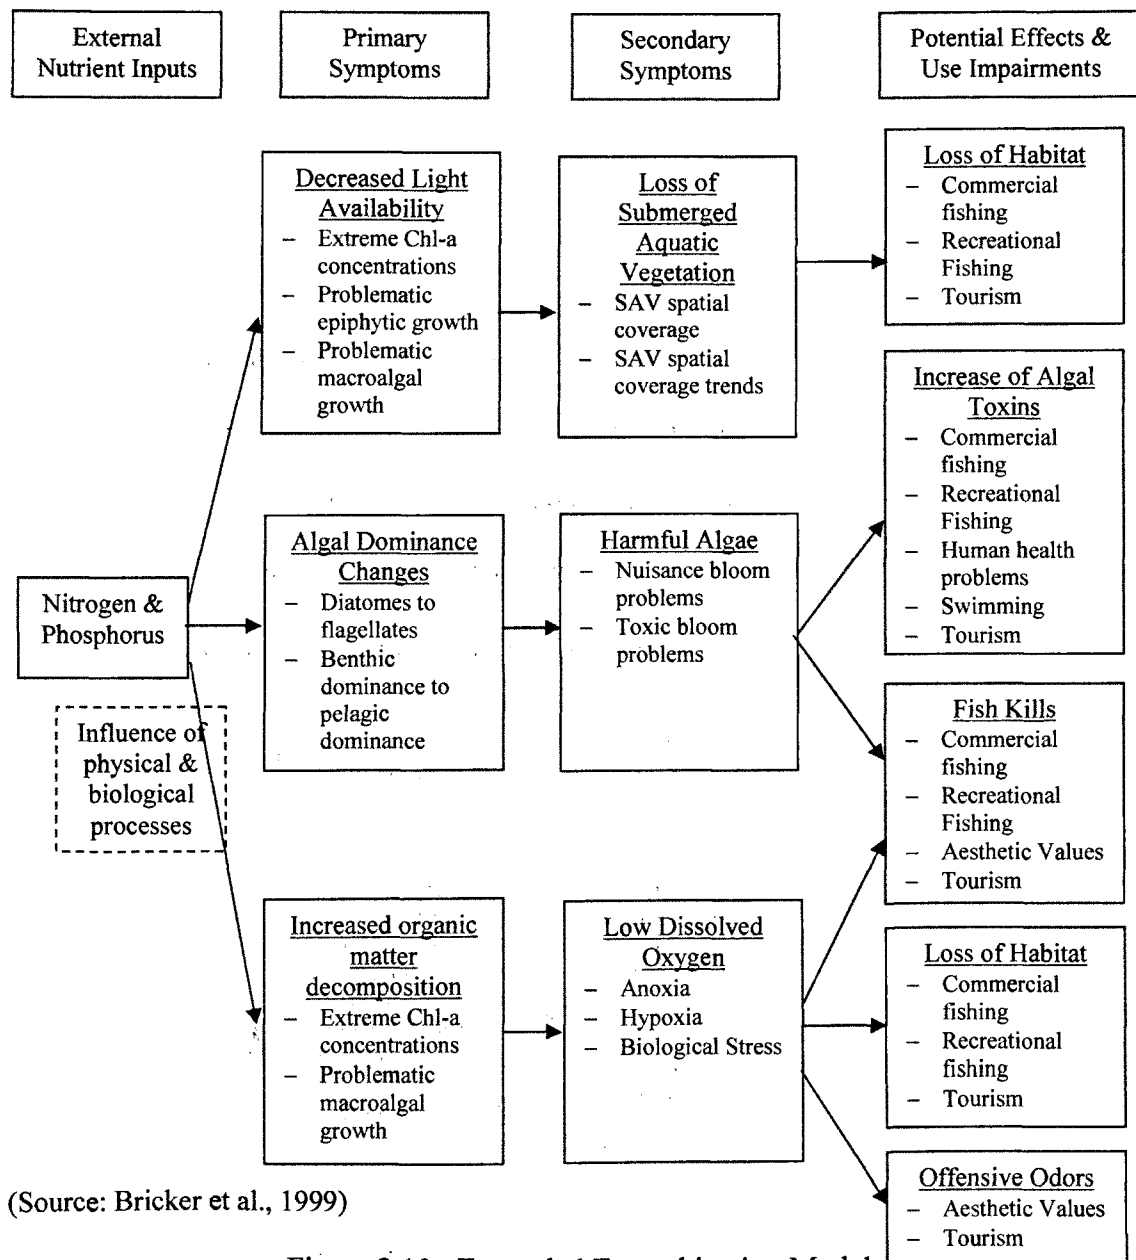 External
Nutrient Inputs
Primary
Symptoms
Secondary
Symptoms
Potential Effects &
Use Impairments
Decreased Light
Availability
– Extreme Chl-a
concentrations
– Problematic
epiphytic growth
– Problematic
macroalgal
growth
Loss of
Submerged
Aquatic
Vegetation
– SAV spatial
coverage
– SAV spatial
coverage trends
Loss of Habitat
– Commercial
fishing
– Recreational
Fishing
– Tourism
Increase of Algal
Toxins
– Commercial
fishing
– Recreational
Fishing
– Human health
problems
– Swimming
– Tourism
Nitrogen &
Phosphorus
Influence of
physical &
biological
processes
Algal Dominance
Changes
– Diatomes to
flagellates
– Benthic
dominance to
pelagic
dominance
Harmful Algae
– Nuisance bloom
problems
– Toxic bloom
problems
Fish Kills
– Commercial
fishing
– Recreational
Fishing
– Aesthetic Values
– Tourism
Increased organic
matter
decomposition
– Extreme Chl-a
concentrations
– Problematic
macroalgal
growth
Low Dissolved
Oxygen
– Anoxia
– Hypoxia
– Biological Stress
Loss of Habitat
– Commercial
fishing
– Recreational
fishing
– Tourism
Offensive Odors
– Aesthetic Values
– Tourism
(Source: Bricker et al., 1999)